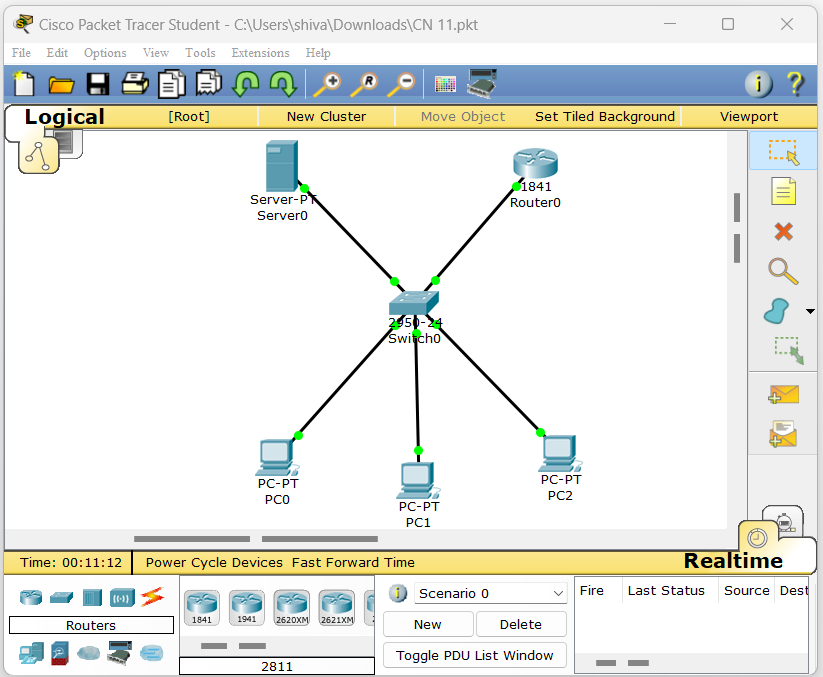 Cisco Packet Tracer Student - C:\Users\shiva\Downloads\CN 11.pkt
File Edit Options View Tools Extensions Help
R i ?
Logical [Root] New Cluster Move Object Set Tiled Background Viewport
Server-PT
Server0
1841
Router0
2950-24
Switch0
PC-PT
PC0
PC-PT
PC1
PC-PT
PC2
Time: 00:11:12 Power Cycle Devices Fast Forward Time Realtime
Routers
1841 1941 2620XM 2621XM
2811
i Scenario 0
New Delete
Toggle PDU List Window
Fire Last Status Source Dest